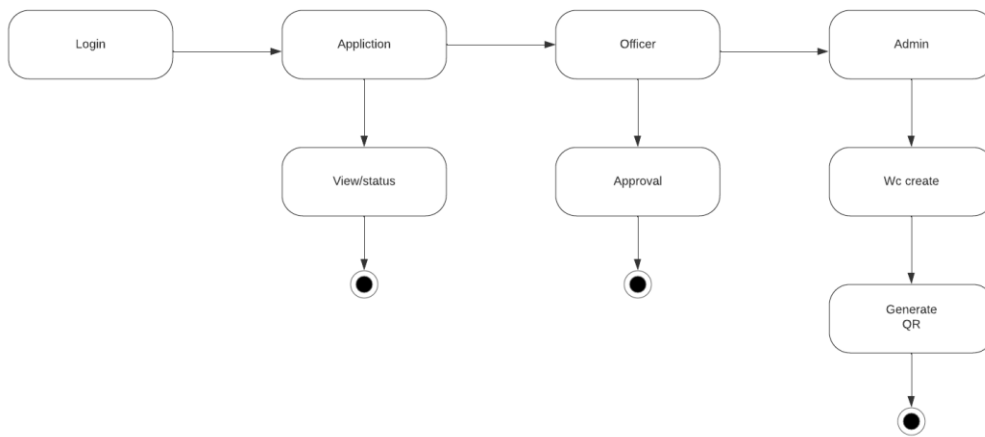 Login
Appliction
Officer
Admin
View/status
Approval
Wc create
Generate
QR